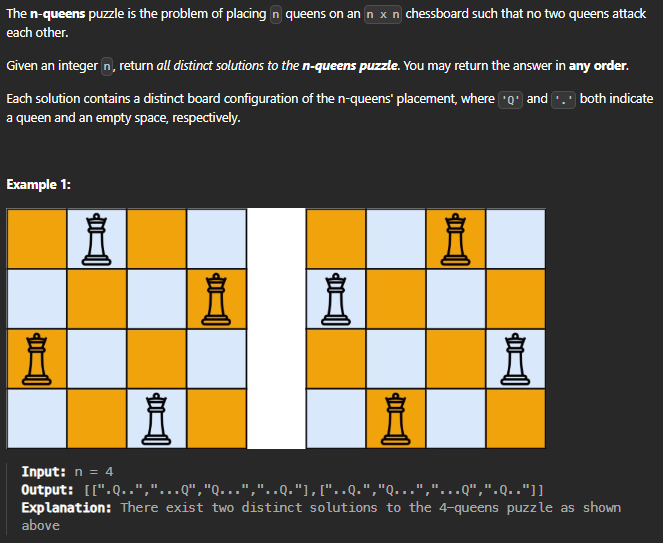 The n-queens puzzle is the problem of placing n queens on an n x n chessboard such that no two queens attack
each other.
Given an integer n, return all distinct solutions to the n-queens puzzle. You may return the answer in any order.
Each solution contains a distinct board configuration of the n-queens' placement, where 'Q' and '.' both indicate
a queen and an empty space, respectively.
Example 1:
Input: n = 4
Output: [[".Q..","...Q","Q...","..Q."],["..Q.","Q...","...Q",".Q.."]]
Explanation: There exist two distinct solutions to the 4-queens puzzle as shown
above